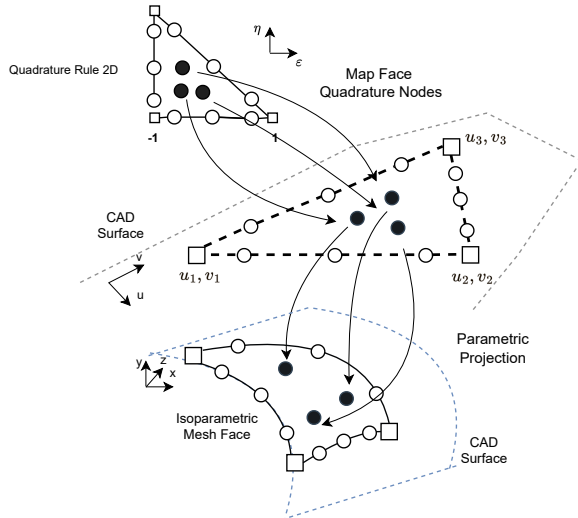 η
ε
Quadrature Rule 2D
-1
1
Map Face
Quadrature Nodes
u₃, v₃
CAD
Surface
v
u
u₁, v₁
u₂, v₂
Parametric
Projection
y
z
x
Isoparametric
Mesh Face
CAD
Surface